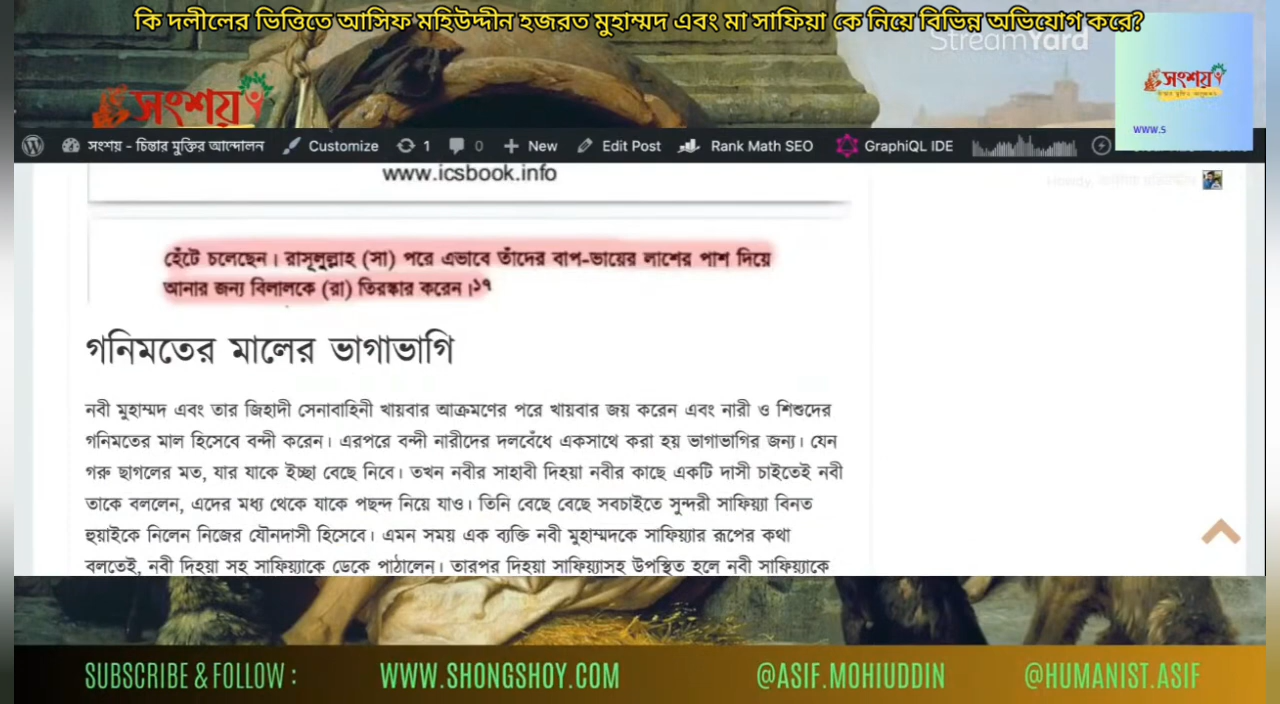 কি দলীলের ভিত্তিতে আসিফ মহিউদ্দীন হজরত মুহাম্মদ এবং মা সাফিয়া কে নিয়ে বিভিন্ন অভিযোগ করে?
StreamYard
সংশয়
সংশয়
WWW.S
সংশয় - চিন্তার মুক্তির আন্দোলন Customize 1 0 New Edit Post Rank Math SEO GraphiQL IDE
Howdy,
www.icsbook.info
হেঁটে চলেছেন। রাসূলুল্লাহ (সা) পরে এভাবে তাঁদের বাপ-ভায়ের লাশের পাশ দিয়ে
আনার জন্য বিলালকে (রা) তিরস্কার করেন।১৭
গনিমতের মালের ভাগাভাগি
নবী মুহাম্মদ এবং তার জিহাদী সেনাবাহিনী খায়বার আক্রমণের পরে খায়বার জয় করেন এবং নারী ও শিশুদের
গনিমতের মাল হিসেবে বন্দী করেন। এরপরে বন্দী নারীদের দলবেঁধে একসাথে করা হয় ভাগাভাগির জন্য। যেন
গরু ছাগলের মত, যার যাকে ইচ্ছা বেছে নিবে। তখন নবীর সাহাবী দিহয়া নবীর কাছে একটি দাসী চাইতেই নবী
তাকে বললেন, এদের মধ্য থেকে যাকে পছন্দ নিয়ে যাও। তিনি বেছে বেছে সবচাইতে সুন্দরী সাফিয়্যা বিনত
হুয়াইকে নিলেন নিজের যৌনদাসী হিসেবে। এমন সময় এক ব্যক্তি নবী মুহাম্মদকে সাফিয়্যার রূপের কথা
বলতেই, নবী দিহয়া সহ সাফিয়্যাকে ডেকে পাঠালেন। তারপর দিহয়া সাফিয়্যাসহ উপস্থিত হলে নবী সাফিয়্যাকে
SUBSCRIBE & FOLLOW : WWW.SHONGSHOY.COM @ASIF.MOHIUDDIN @HUMANIST.ASIF